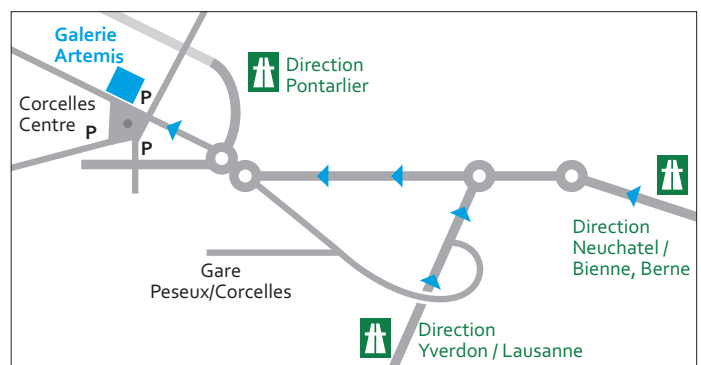 Galerie
Artemis
Direction
Pontarlier
P
Corcelles
Centre
P
P
Direction
Neuchatel /
Bienne, Berne
Gare
Peseux/Corcelles
Direction
Yverdon / Lausanne